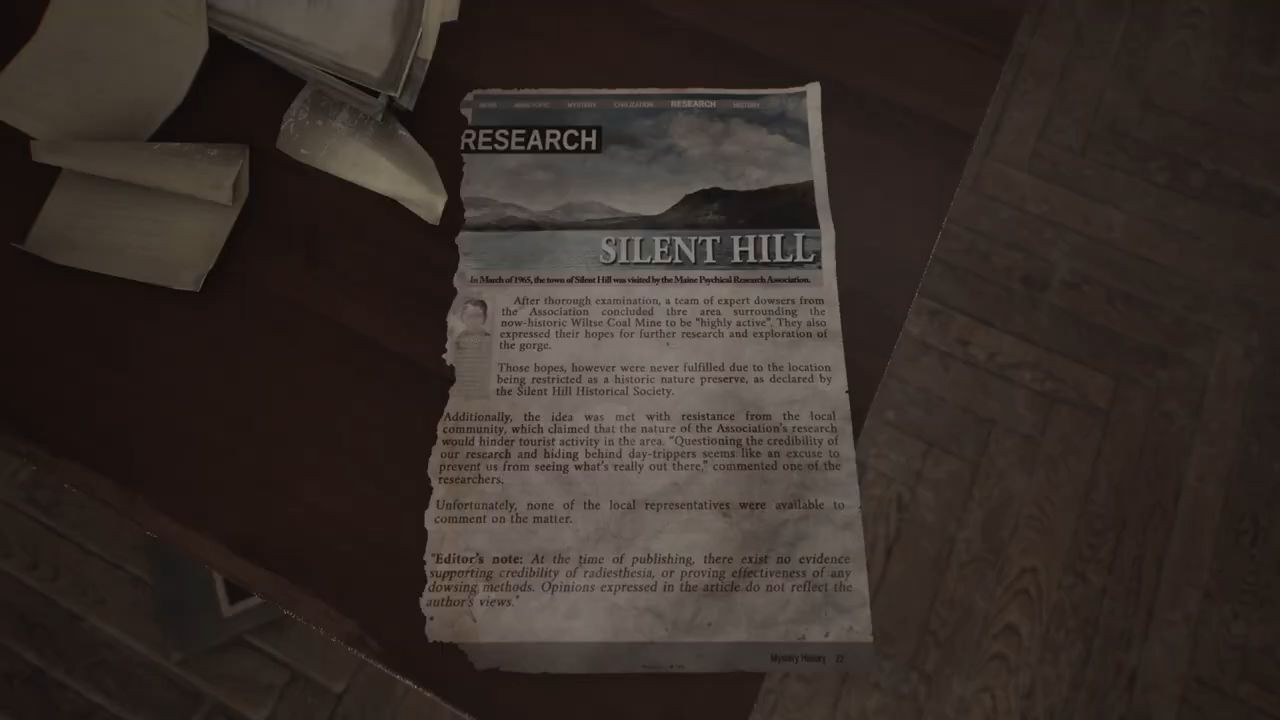 NEWS MAIN TOPIC MYSTERY CIVILIZATION RESEARCH HISTORY
RESEARCH
SILENT HILL
In March of 1965, the town of Silent Hill was visited by the Maine Psychical Research Association.
After thorough examination, a team of expert dowsers from
the Association concluded thre area surrounding the
now-historic Wiltse Coal Mine to be "highly active". They also
expressed their hopes for further research and exploration of
the gorge.
Those hopes, however were never fulfilled due to the location
being restricted as a historic nature preserve, as declared by
the Silent Hill Historical Society.
Additionally, the idea was met with resistance from the local
community, which claimed that the nature of the Association's research
would hinder tourist activity in the area. "Questioning the credibility of
our research and hiding behind day-trippers seems like an excuse to
prevent us from seeing what's really out there," commented one of the
researchers.
Unfortunately, none of the local representatives were available to
comment on the matter.
"Editor's note: At the time of publishing, there exist no evidence
supporting credibility of radiesthesia, or proving effectiveness of any
dowsing methods. Opinions expressed in the article do not reflect the
author's views."
Mystery History 22